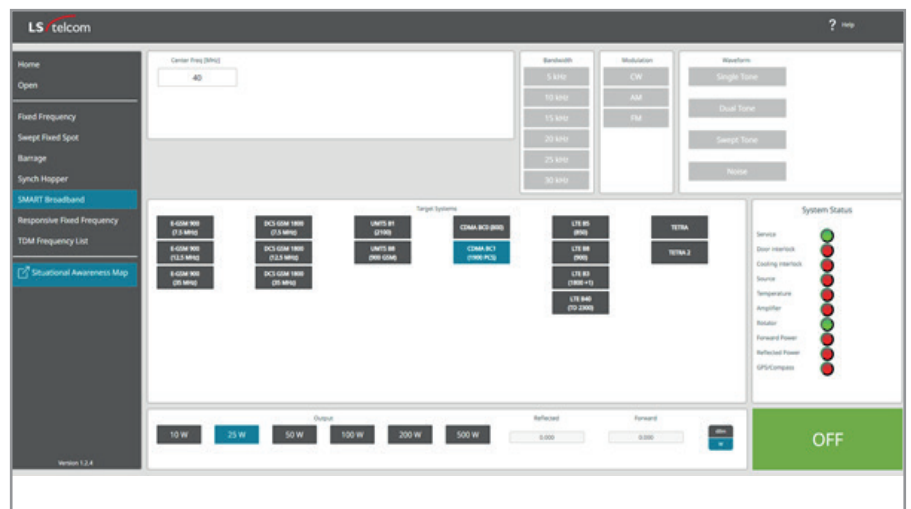 LS telcom
? Help
Home
Open
Fixed Frequency
Swept Fixed Spot
Barrage
Synch Hopper
SMART Broadband
Responsive Fixed Frequency
TDM Frequency List
Situational Awareness Map
Version 1.2.4
Center Freq [MHz]
40
Bandwidth
5 kHz
10 kHz
15 kHz
20 kHz
25 kHz
30 kHz
Modulation
CW
AM
FM
Waveform
Single Tone
Dual Tone
Swept Tone
Noise
Target Systems
E-GSM 900
(7.5 MHz)
E-GSM 900
(12.5 MHz)
E-GSM 900
(35 MHz)
DCS GSM 1800
(7.5 MHz)
DCS GSM 1800
(12.5 MHz)
DCS GSM 1800
(35 MHz)
UMTS B1
(2100)
UMTS B8
(900 GSM)
CDMA BC0 (800)
CDMA BC1
(1900 PCS)
LTE B5
(850)
LTE B8
(900)
LTE B3
(1800 +)
LTE B40
(TD 2300)
TETRA
TETRA 2
System Status
Service
Door Interlock
Cooling Interlock
Source
Temperature
Amplifier
Rotator
Forward Power
Reflected Power
GPS/Compass
Output
10 W
25 W
50 W
100 W
200 W
500 W
Reflected
0.000
Forward
0.000
dBm
W
OFF